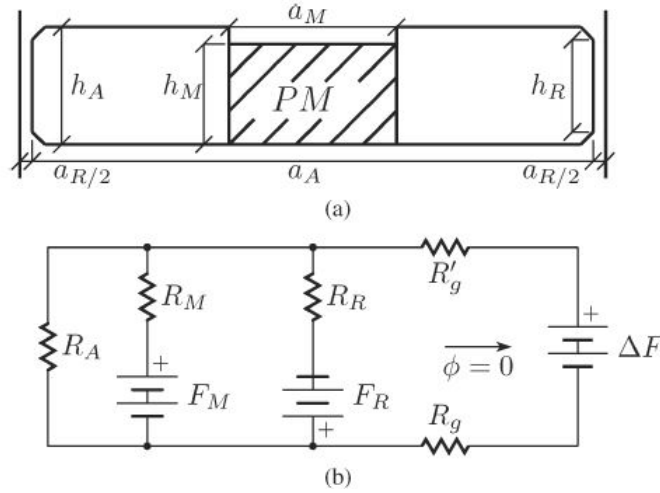 a_M
h_A
h_M
PM
h_R
a_{R/2} a_A a_{R/2}
(a)
R'_g
R_M R_R
R_A
+
+
F_M F_R
ϕ = 0
ΔF
+
R_g
(b)